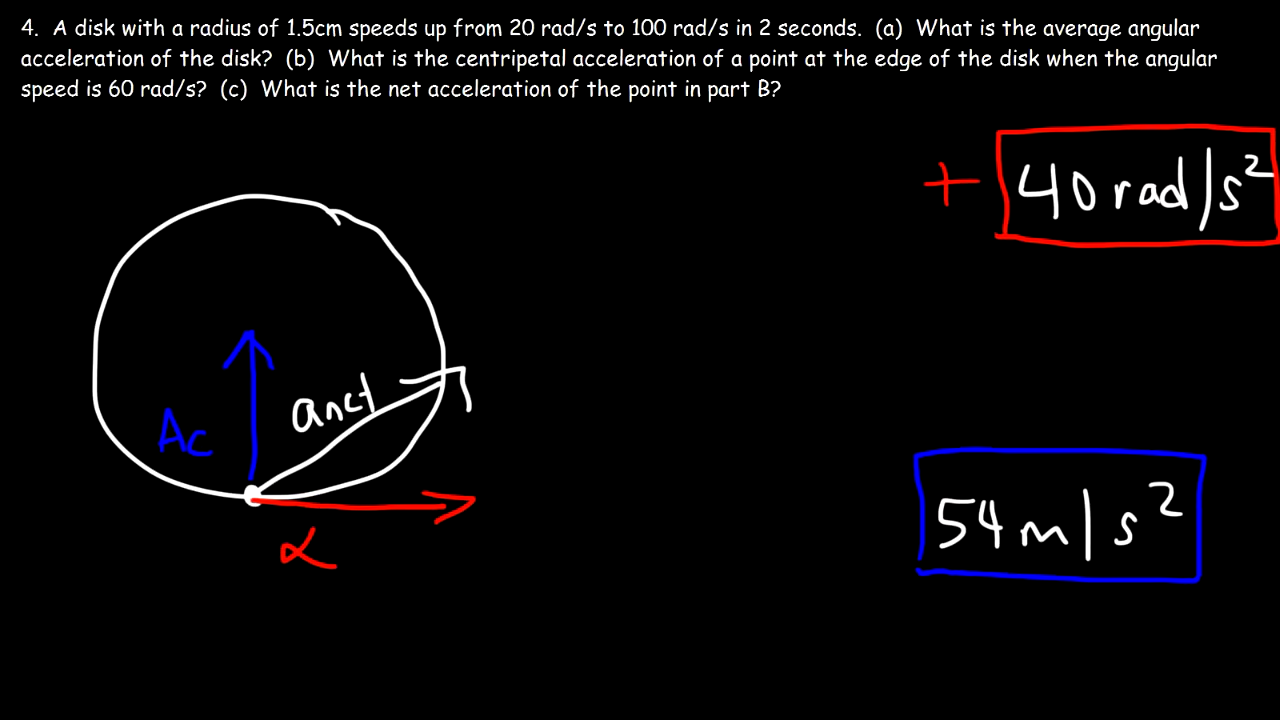 4. A disk with a radius of 1.5cm speeds up from 20 rad/s to 100 rad/s in 2 seconds. (a) What is the average angular
acceleration of the disk? (b) What is the centripetal acceleration of a point at the edge of the disk when the angular
speed is 60 rad/s? (c) What is the net acceleration of the point in part B?
+ 40 rad/s²
anet
Ac
54 m/s²
α